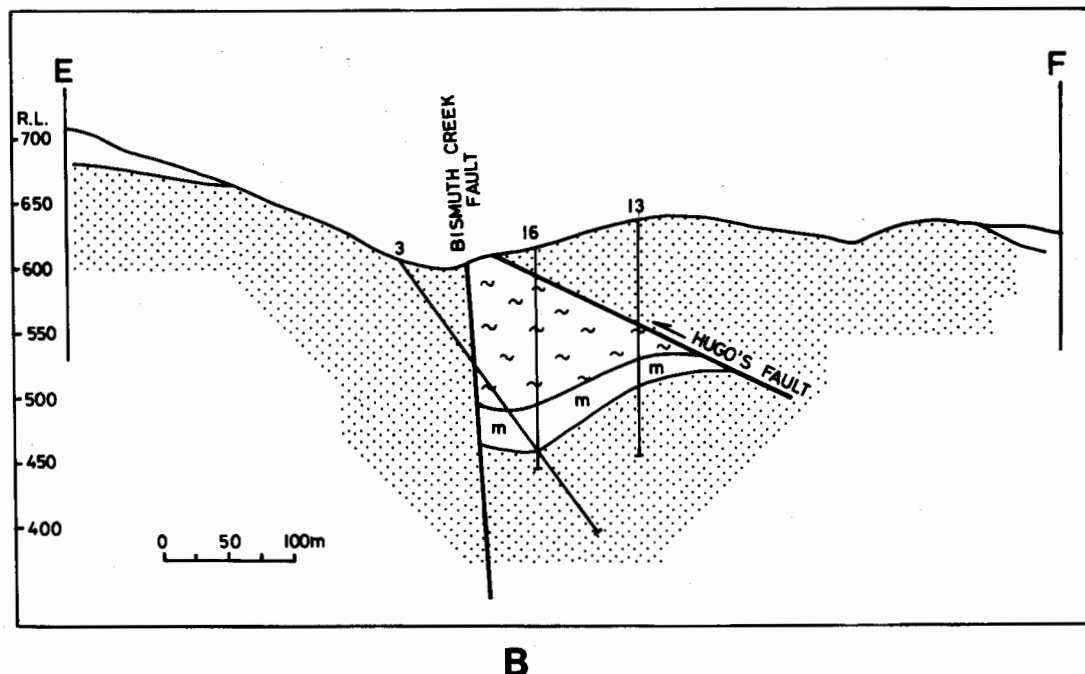 E
F
R.L.
700
650
600
550
500
450
400
3
BISMUTH CREEK
FAULT
16
13
HUGO'S FAULT
m
m
m
0 50 100m
B